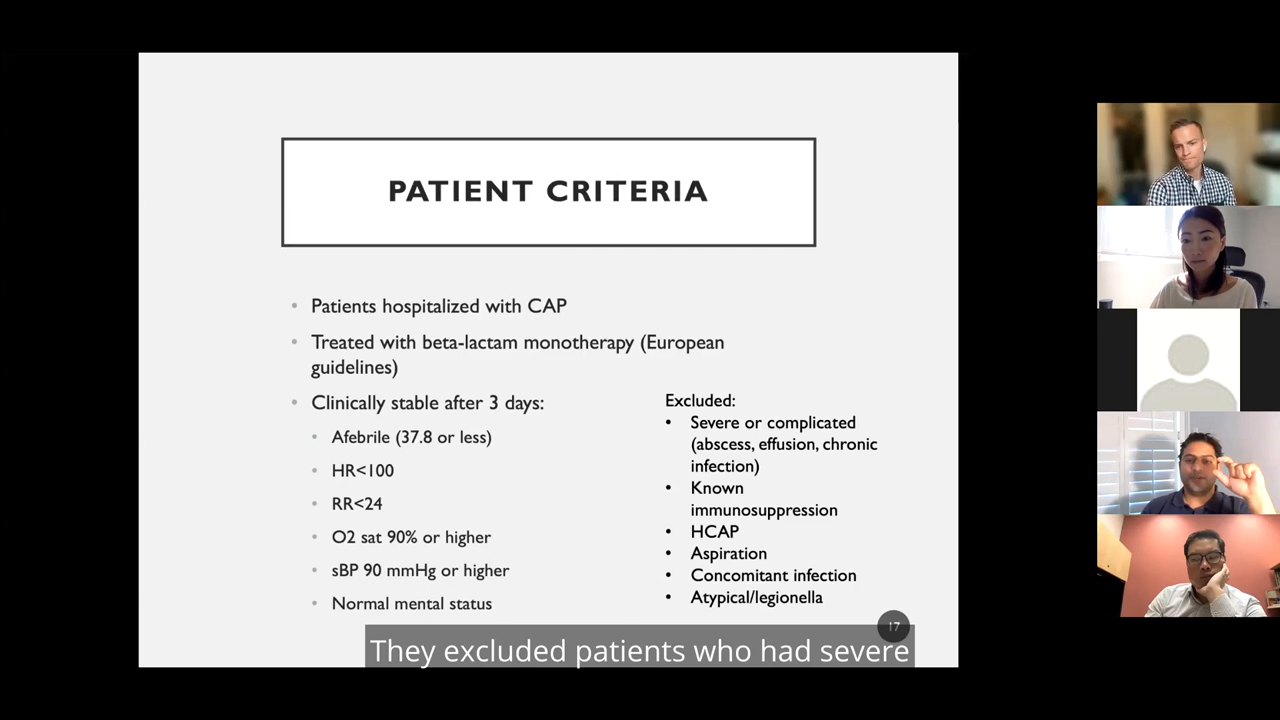 PATIENT CRITERIA
• Patients hospitalized with CAP
• Treated with beta-lactam monotherapy (European
guidelines)
• Clinically stable after 3 days:
• Afebrile (37.8 or less)
• HR<100
• RR<24
• O2 sat 90% or higher
• sBP 90 mmHg or higher
• Normal mental status
Excluded:
• Severe or complicated
(abscess, effusion, chronic
infection)
• Known
immunosuppression
• HCAP
• Aspiration
• Concomitant infection
• Atypical/legionella
17
They excluded patients who had severe